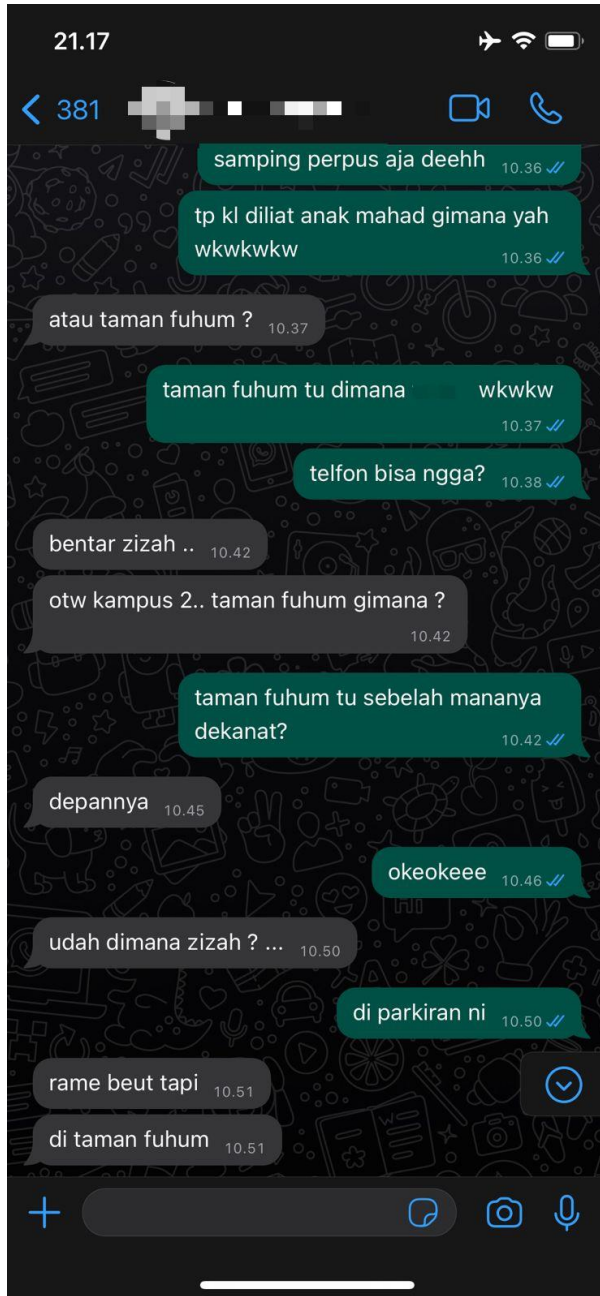 21.17
381
samping perpus aja deehh 10.36
tp kl diliat anak mahad gimana yah
wkwkwkw 10.36
atau taman fuhum ? 10.37
taman fuhum tu dimana wkwkw
10.37
telfon bisa ngga? 10.38
bentar zizah .. 10.42
otw kampus 2.. taman fuhum gimana ?
10.42
taman fuhum tu sebelah mananya
dekanat? 10.42
depannya 10.45
okeokeee 10.46
udah dimana zizah ? ... 10.50
di parkiran ni 10.50
rame beut tapi 10.51
di taman fuhum 10.51